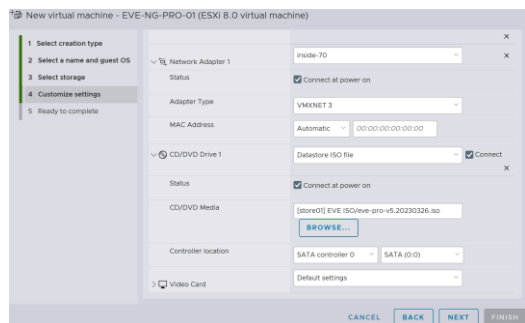 New virtual machine - EVE-NG-PRO-01 (ESXi 8.0 virtual machine)
1 Select creation type
2 Select a name and guest OS
3 Select storage
4 Customize settings
5 Ready to complete
Network Adapter 1
inside-70
Status
Connect at power on
Adapter Type
VMXNET 3
MAC Address
Automatic
00:00:00:00:00:00
CD/DVD Drive 1
Datastore ISO file
Connect
Status
Connect at power on
CD/DVD Media
[store01] EVE ISO/eve-pro-v5.20230326.iso
BROWSE...
Controller location
SATA controller 0
SATA (0:0)
Video Card
Default settings
CANCEL
BACK
NEXT
FINISH